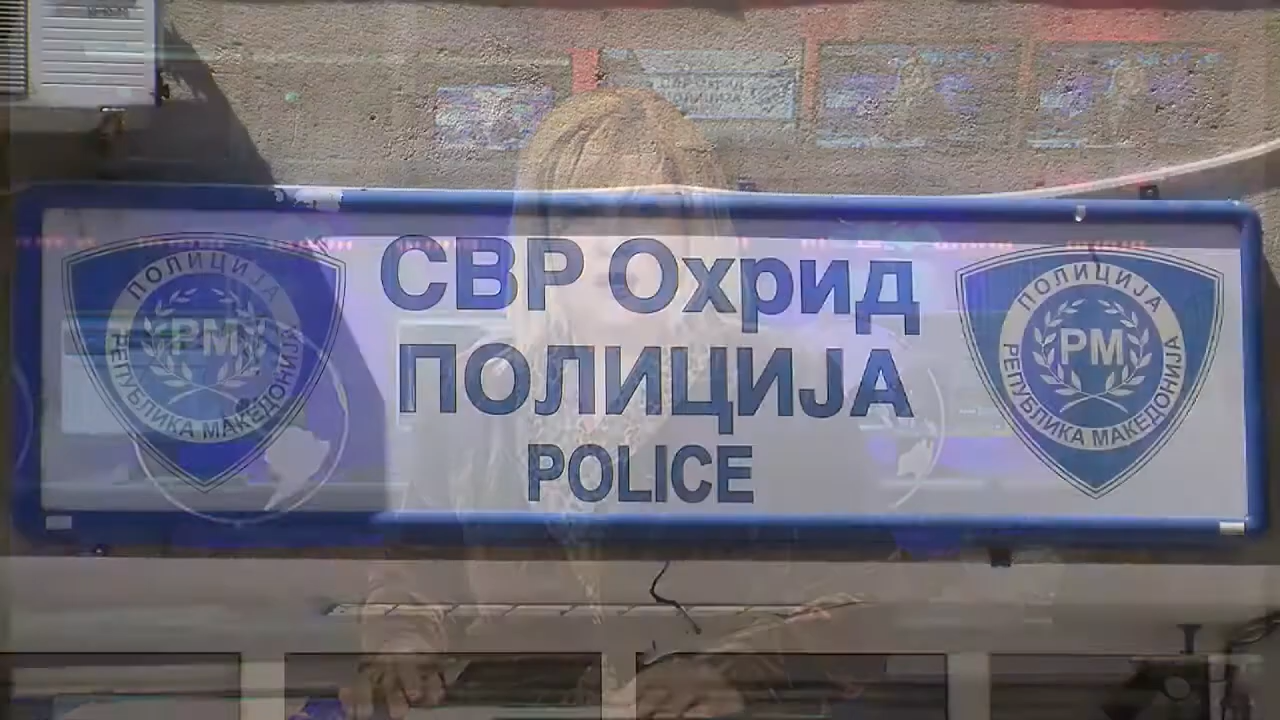 СВР Охрид
ПОЛИЦИЈА
POLICE
ПОЛИЦИЈА
РМ
РЕПУБЛИКА МАКЕДОНИЈА
ПОЛИЦИЈА
РМ
РЕПУБЛИКА МАКЕДОНИЈА